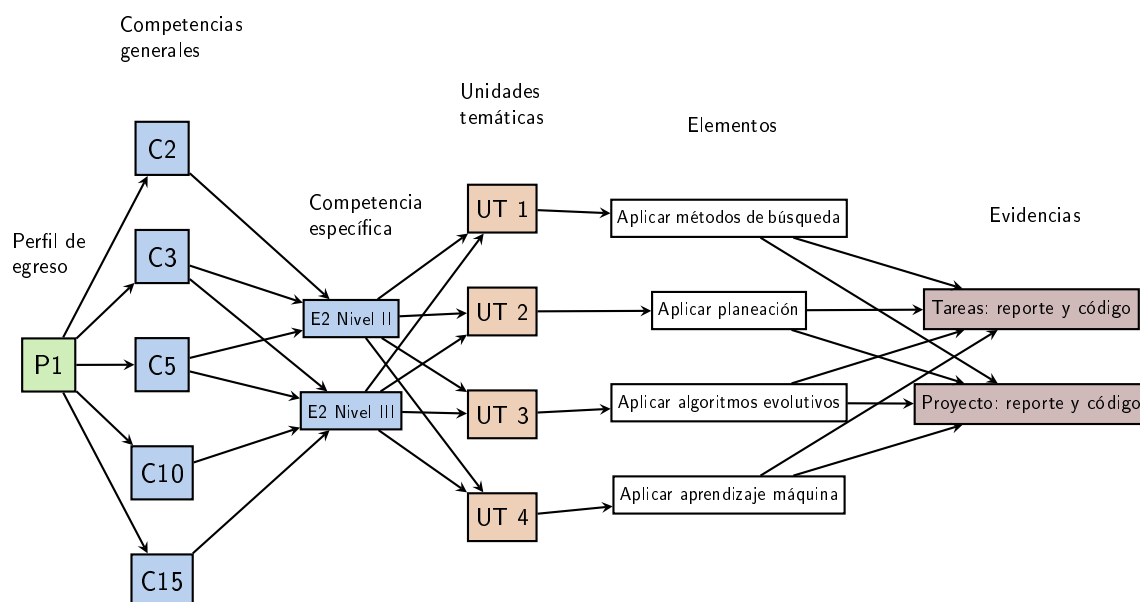 Competencias
generales
Perfil de
egreso
P1
C2
C3
C5
C10
C15
Competencia
específica
E2 Nivel II
E2 Nivel III
Unidades
temáticas
UT 1
UT 2
UT 3
UT 4
Elementos
Aplicar métodos de búsqueda
Aplicar planeación
Aplicar algoritmos evolutivos
Aplicar aprendizaje máquina
Evidencias
Tareas: reporte y código
Proyecto: reporte y código